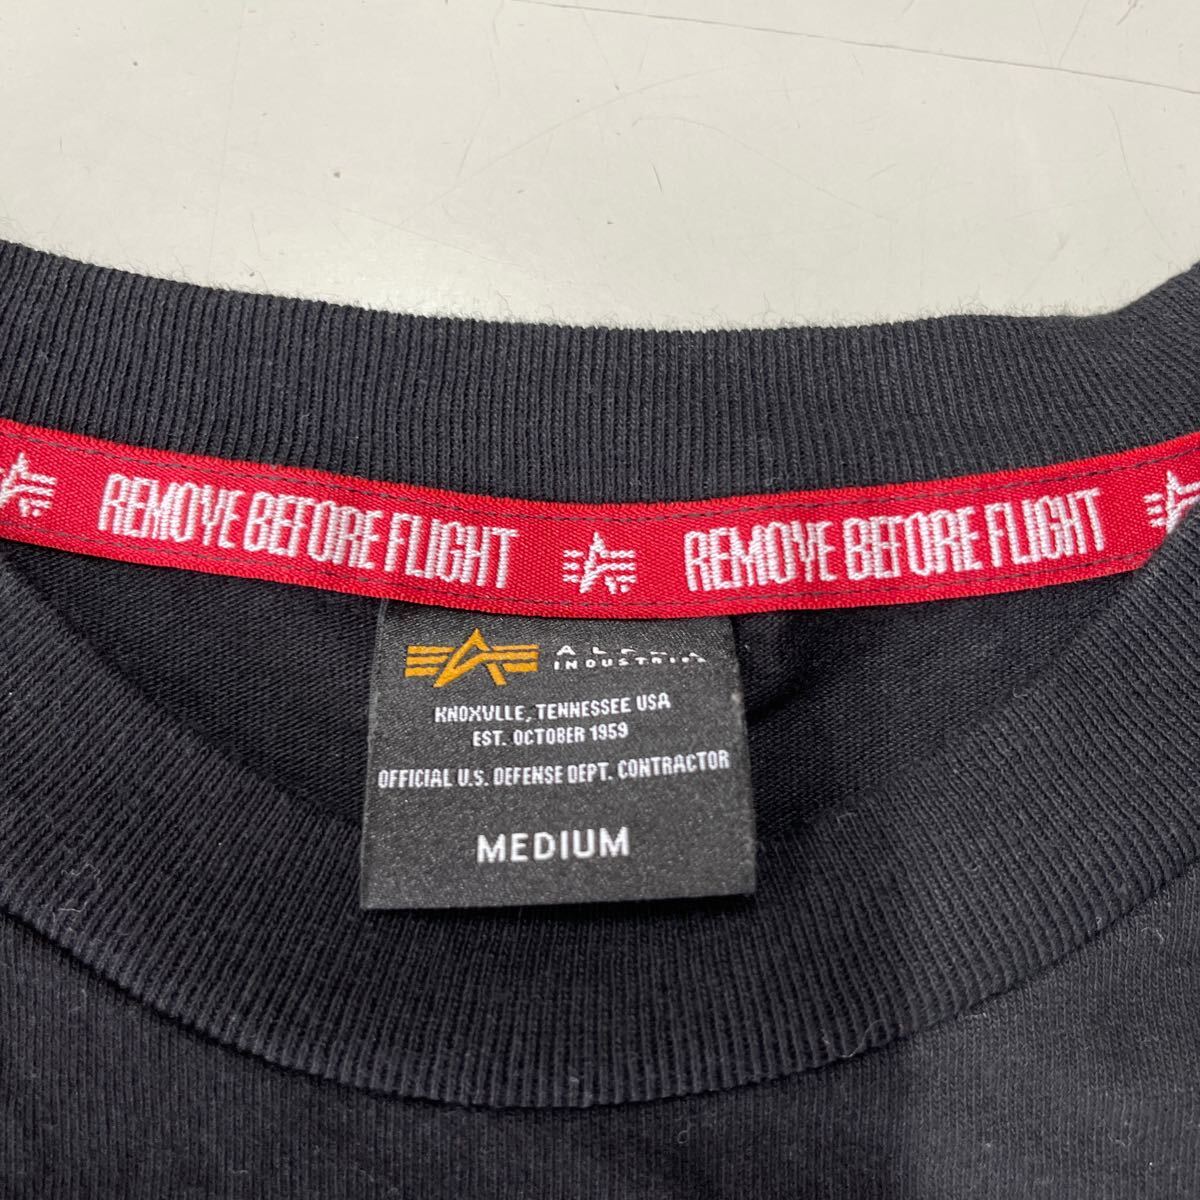 REMOVE BEFORE FLIGHT REMOVE BEFORE FLIGHT
ALPHA
INDUSTRIES
KNOXVLLE, TENNESSEE USA
EST. OCTOBER 1959
OFFICIAL U.S. DEFENSE DEPT. CONTRACTOR
MEDIUM